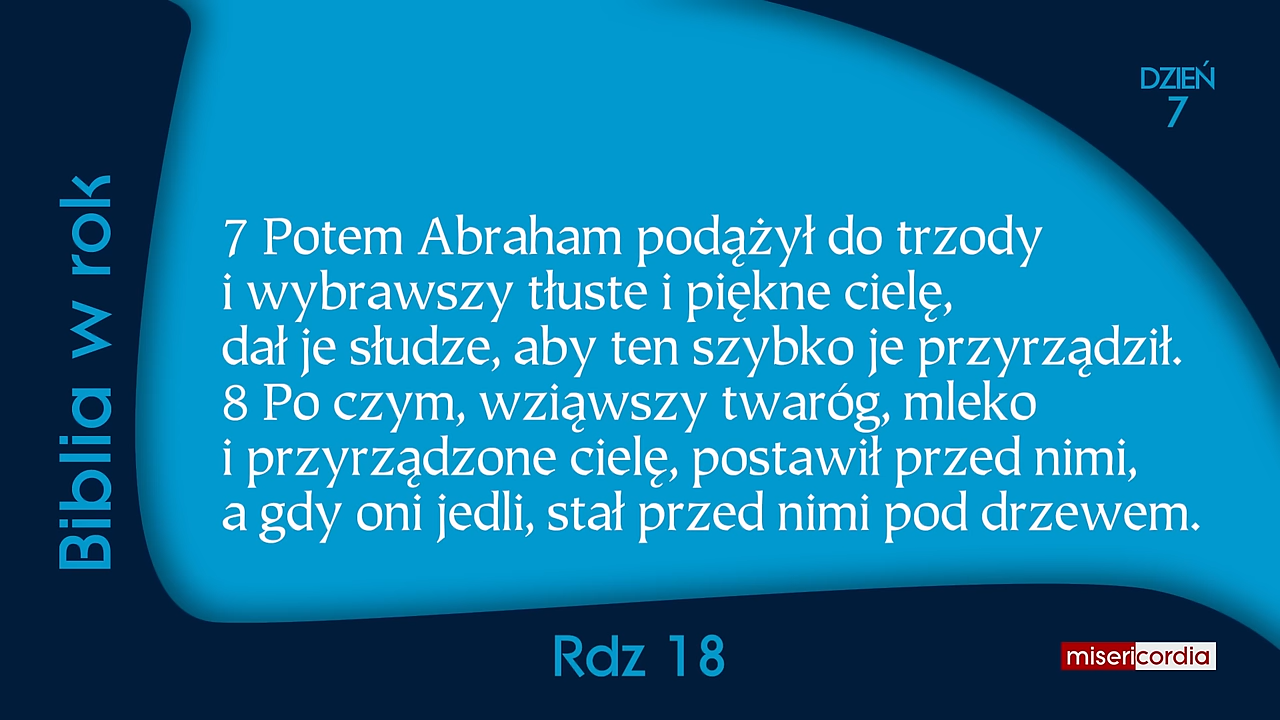 DZIEŃ
7
Biblia w rok
7 Potem Abraham podążył do trzody
i wybrawszy tłuste i piękne cielę,
dał je słudze, aby ten szybko je przyrządził.
8 Po czym, wziąwszy twaróg, mleko
i przyrządzone cielę, postawił przed nimi,
a gdy oni jedli, stał przed nimi pod drzewem.
Rdz 18
misericordia